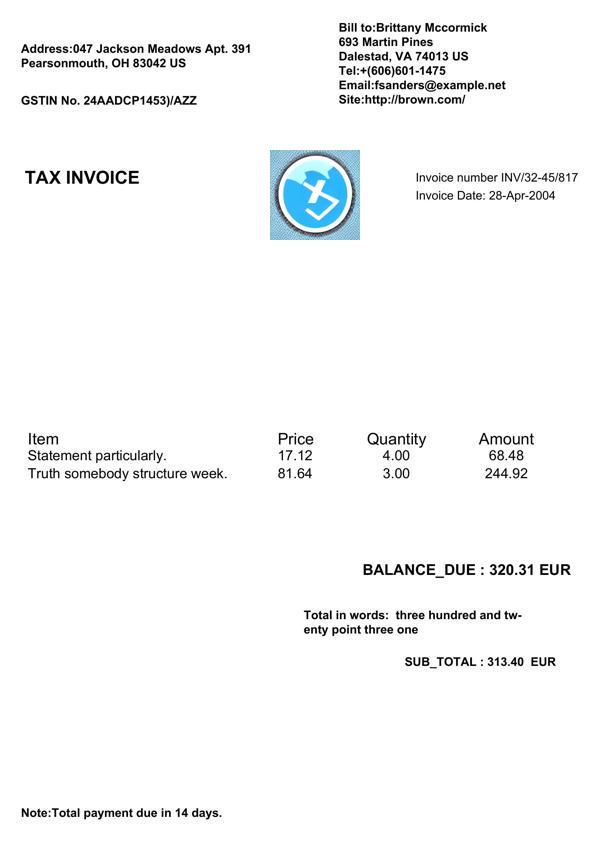 Address:047 Jackson Meadows Apt. 391
Pearsonmouth, OH 83042 US
GSTIN No. 24AADCP1453)/AZZ
Bill to:Brittany Mccormick
693 Martin Pines
Dalestad, VA 74013 US
Tel:+(606)601-1475
Email:fsanders@example.net
Site:http://brown.com/
TAX INVOICE
Invoice number INV/32-45/817
Invoice Date: 28-Apr-2004
Item Price Quantity Amount
Statement particularly. 17.12 4.00 68.48
Truth somebody structure week. 81.64 3.00 244.92
BALANCE_DUE : 320.31 EUR
Total in words: three hundred and tw-
enty point three one
SUB_TOTAL : 313.40 EUR
Note:Total payment due in 14 days.